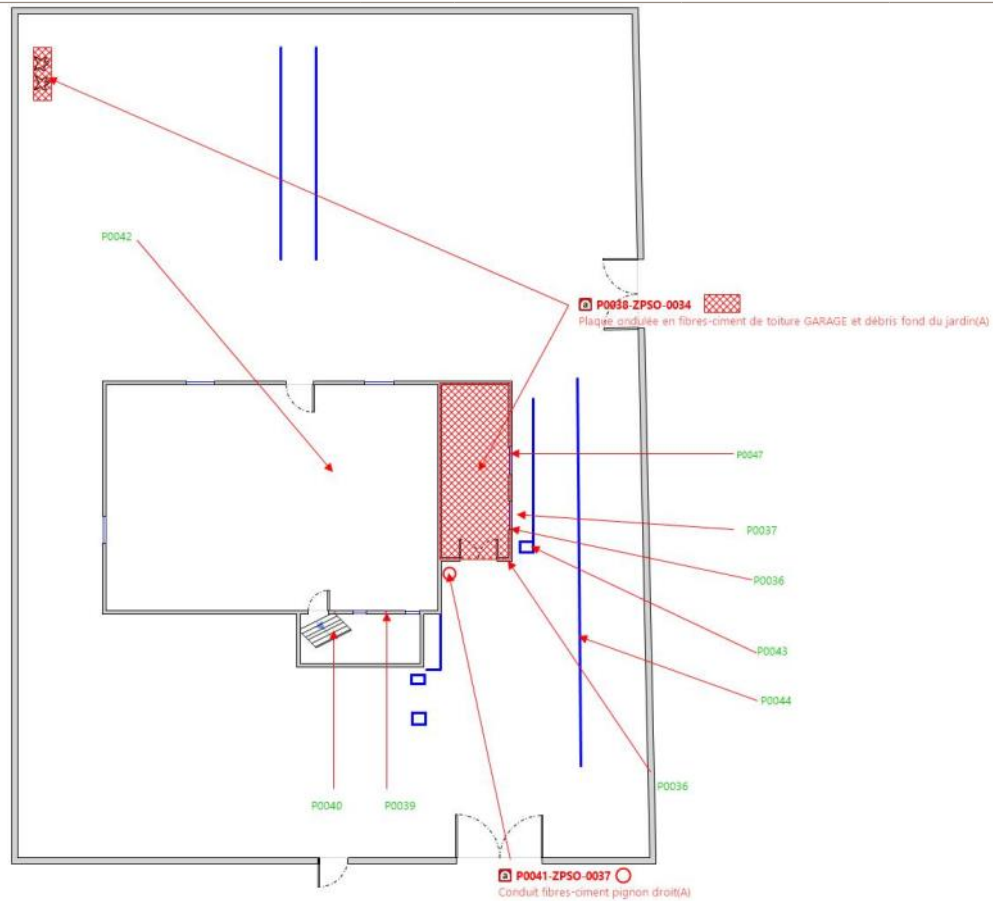 P0042
a P0038-ZPSO-0034
Plaque ondulée en fibres-ciment de toiture GARAGE et débris fond du jardin(A)
P0047
P0037
P0036
P0043
P0044
P0036
P0040 P0039
a P0041-ZPSO-0037
Conduit fibres-ciment pignon droit(A)